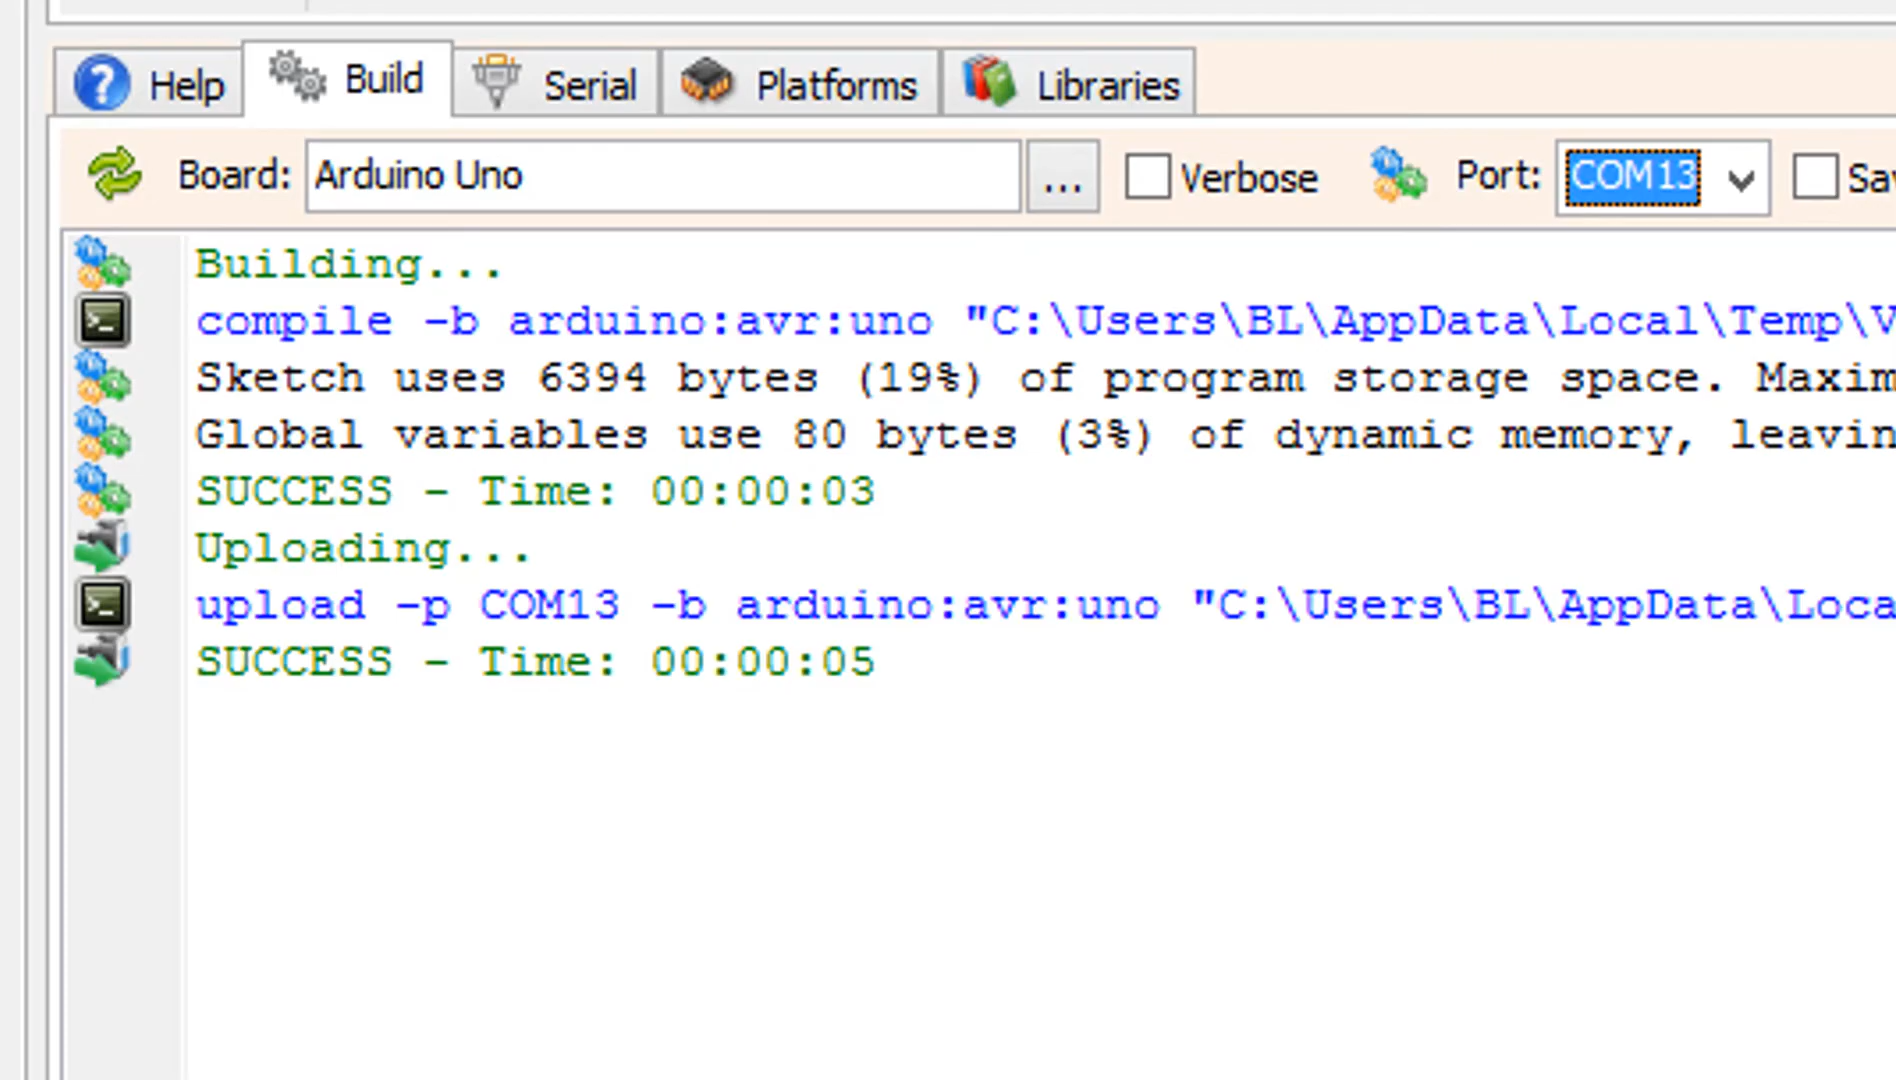 Help Build Serial Platforms Libraries
Board: Arduino Uno ... Verbose Port: COM13
Building...
compile -b arduino:avr:uno "C:\Users\BL\AppData\Local\Temp\V
Sketch uses 6394 bytes (19%) of program storage space. Maxim
Global variables use 80 bytes (3%) of dynamic memory, leavin
SUCCESS - Time: 00:00:03
Uploading...
upload -p COM13 -b arduino:avr:uno "C:\Users\BL\AppData\Loca
SUCCESS - Time: 00:00:05